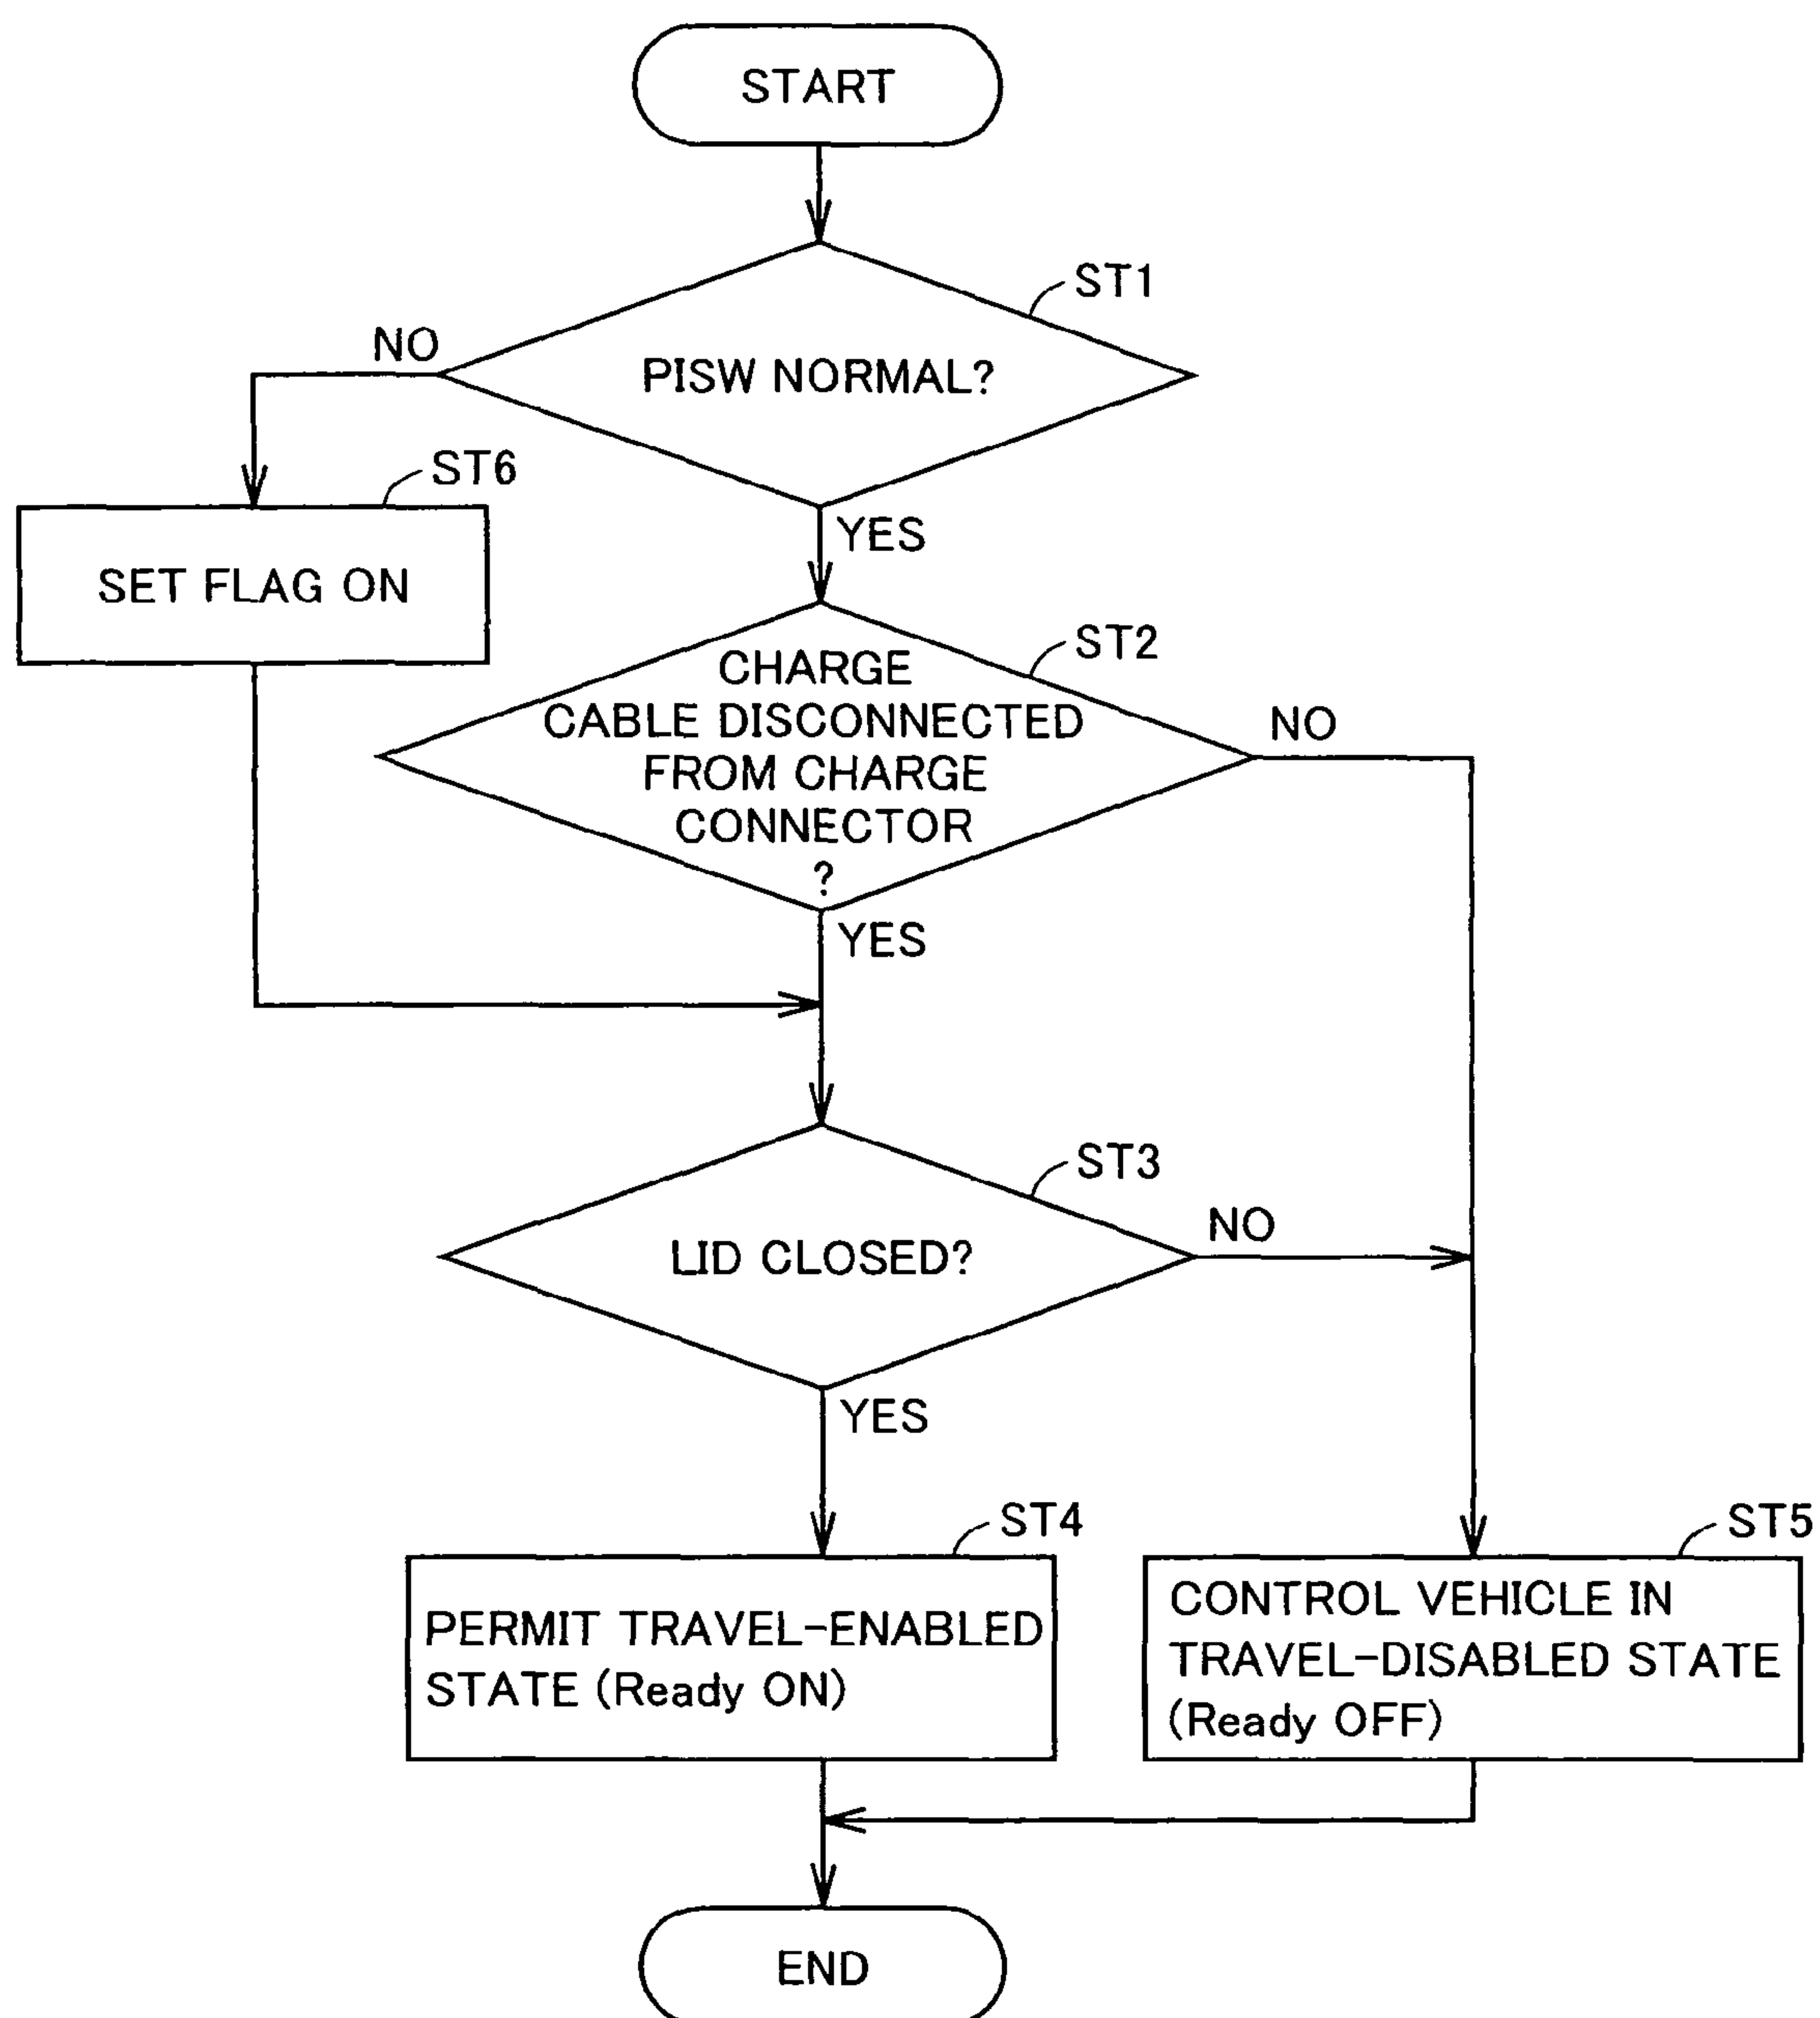 START
ST1
NO
PISW NORMAL?
ST6
YES
SET FLAG ON
ST2
CHARGE
CABLE DISCONNECTED
FROM CHARGE
CONNECTOR
?
NO
YES
ST3
NO
LID CLOSED?
YES
ST4
ST5
PERMIT TRAVEL-ENABLED
STATE (Ready ON)
CONTROL VEHICLE IN
TRAVEL-DISABLED STATE
(Ready OFF)
END